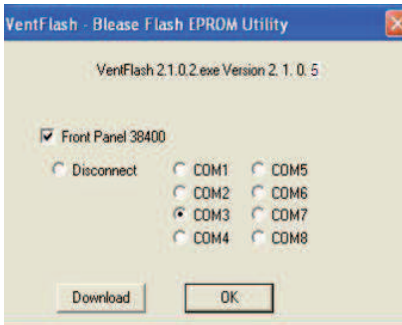 VentFlash - Blease Flash EPROM Utility
VentFlash 2.1.0.2.exe Version 2. 1. 0. 5
Front Panel 38400
Disconnect COM1 COM5
COM2 COM6
COM3 COM7
COM4 COM8
Download OK